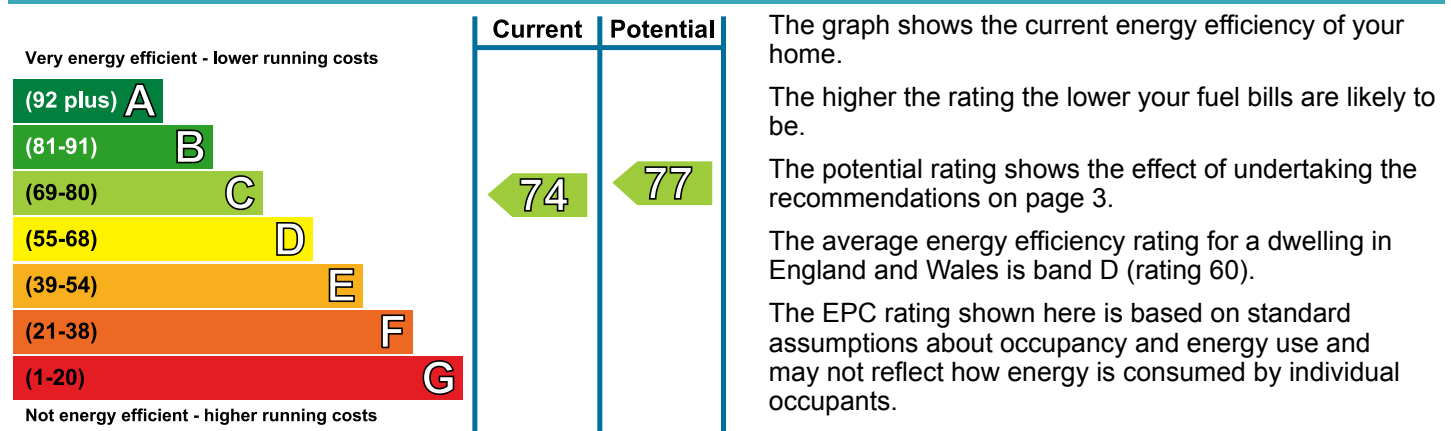 Current Potential
Very energy efficient - lower running costs
(92 plus) A
(81-91) B
(69-80) C
(55-68) D
(39-54) E
(21-38) F
(1-20) G
Not energy efficient - higher running costs
74
77
The graph shows the current energy efficiency of your
home.
The higher the rating the lower your fuel bills are likely to
be.
The potential rating shows the effect of undertaking the
recommendations on page 3.
The average energy efficiency rating for a dwelling in
England and Wales is band D (rating 60).
The EPC rating shown here is based on standard
assumptions about occupancy and energy use and
may not reflect how energy is consumed by individual
occupants.